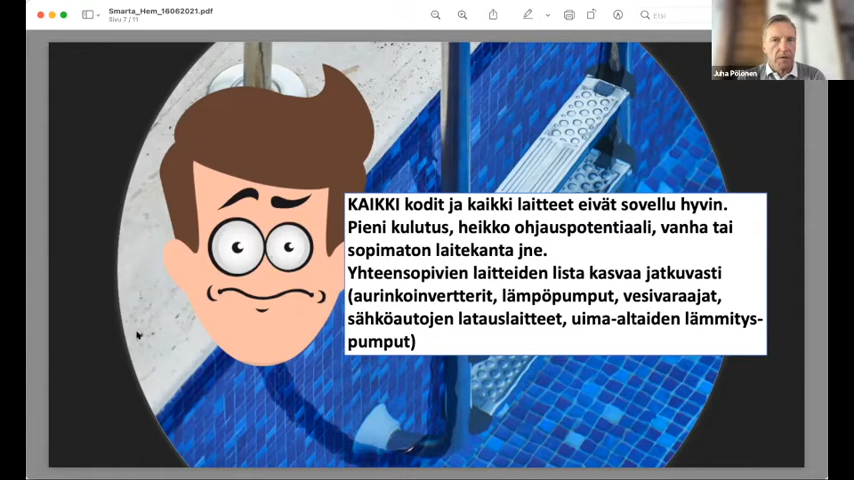 Smarta_Hem_16062021.pdf
Sivu 7 / 11
Etsi
Juha Pölönen
KAIKKI kodit ja kaikki laitteet eivät sovellu hyvin.
Pieni kulutus, heikko ohjauspotentiaali, vanha tai
sopimaton laitekanta jne.
Yhteensopivien laitteiden lista kasvaa jatkuvasti
(aurinkoinvertterit, lämpöpumput, vesivaraajat,
sähköautojen latauslaitteet, uima-altaiden lämmitys-
pumput)